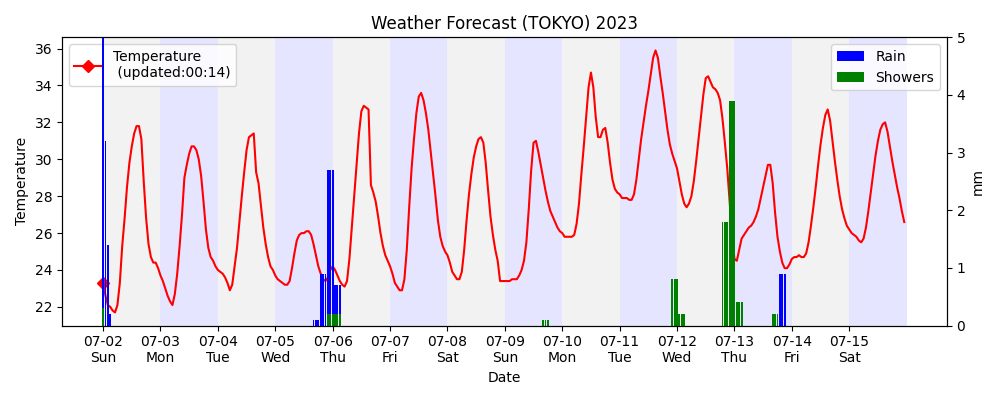 Weather Forecast (TOKYO) 2023
Temperature
(updated:00:14)
Rain
Showers
Temperature
36
34
32
30
28
26
24
22
5
4
3
2
1
0
mm
07-02 07-03 07-04 07-05 07-06 07-07 07-08 07-09 07-10 07-11 07-12 07-13 07-14 07-15
Sun Mon Tue Wed Thu Fri Sat Sun Mon Tue Wed Thu Fri Sat
Date